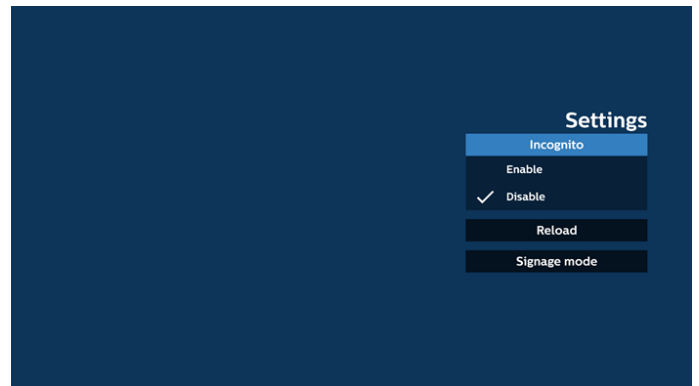 Settings
Incognito
Enable
Disable
Reload
Signage mode